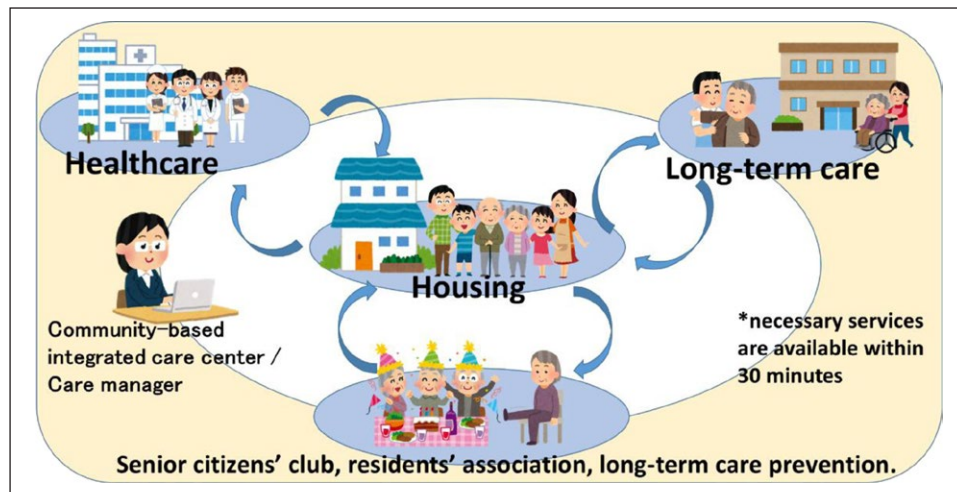 Healthcare
Long-term care
Housing
Community-based
integrated care center /
Care manager
*necessary services
are available within
30 minutes
Senior citizens' club, residents' association, long-term care prevention.